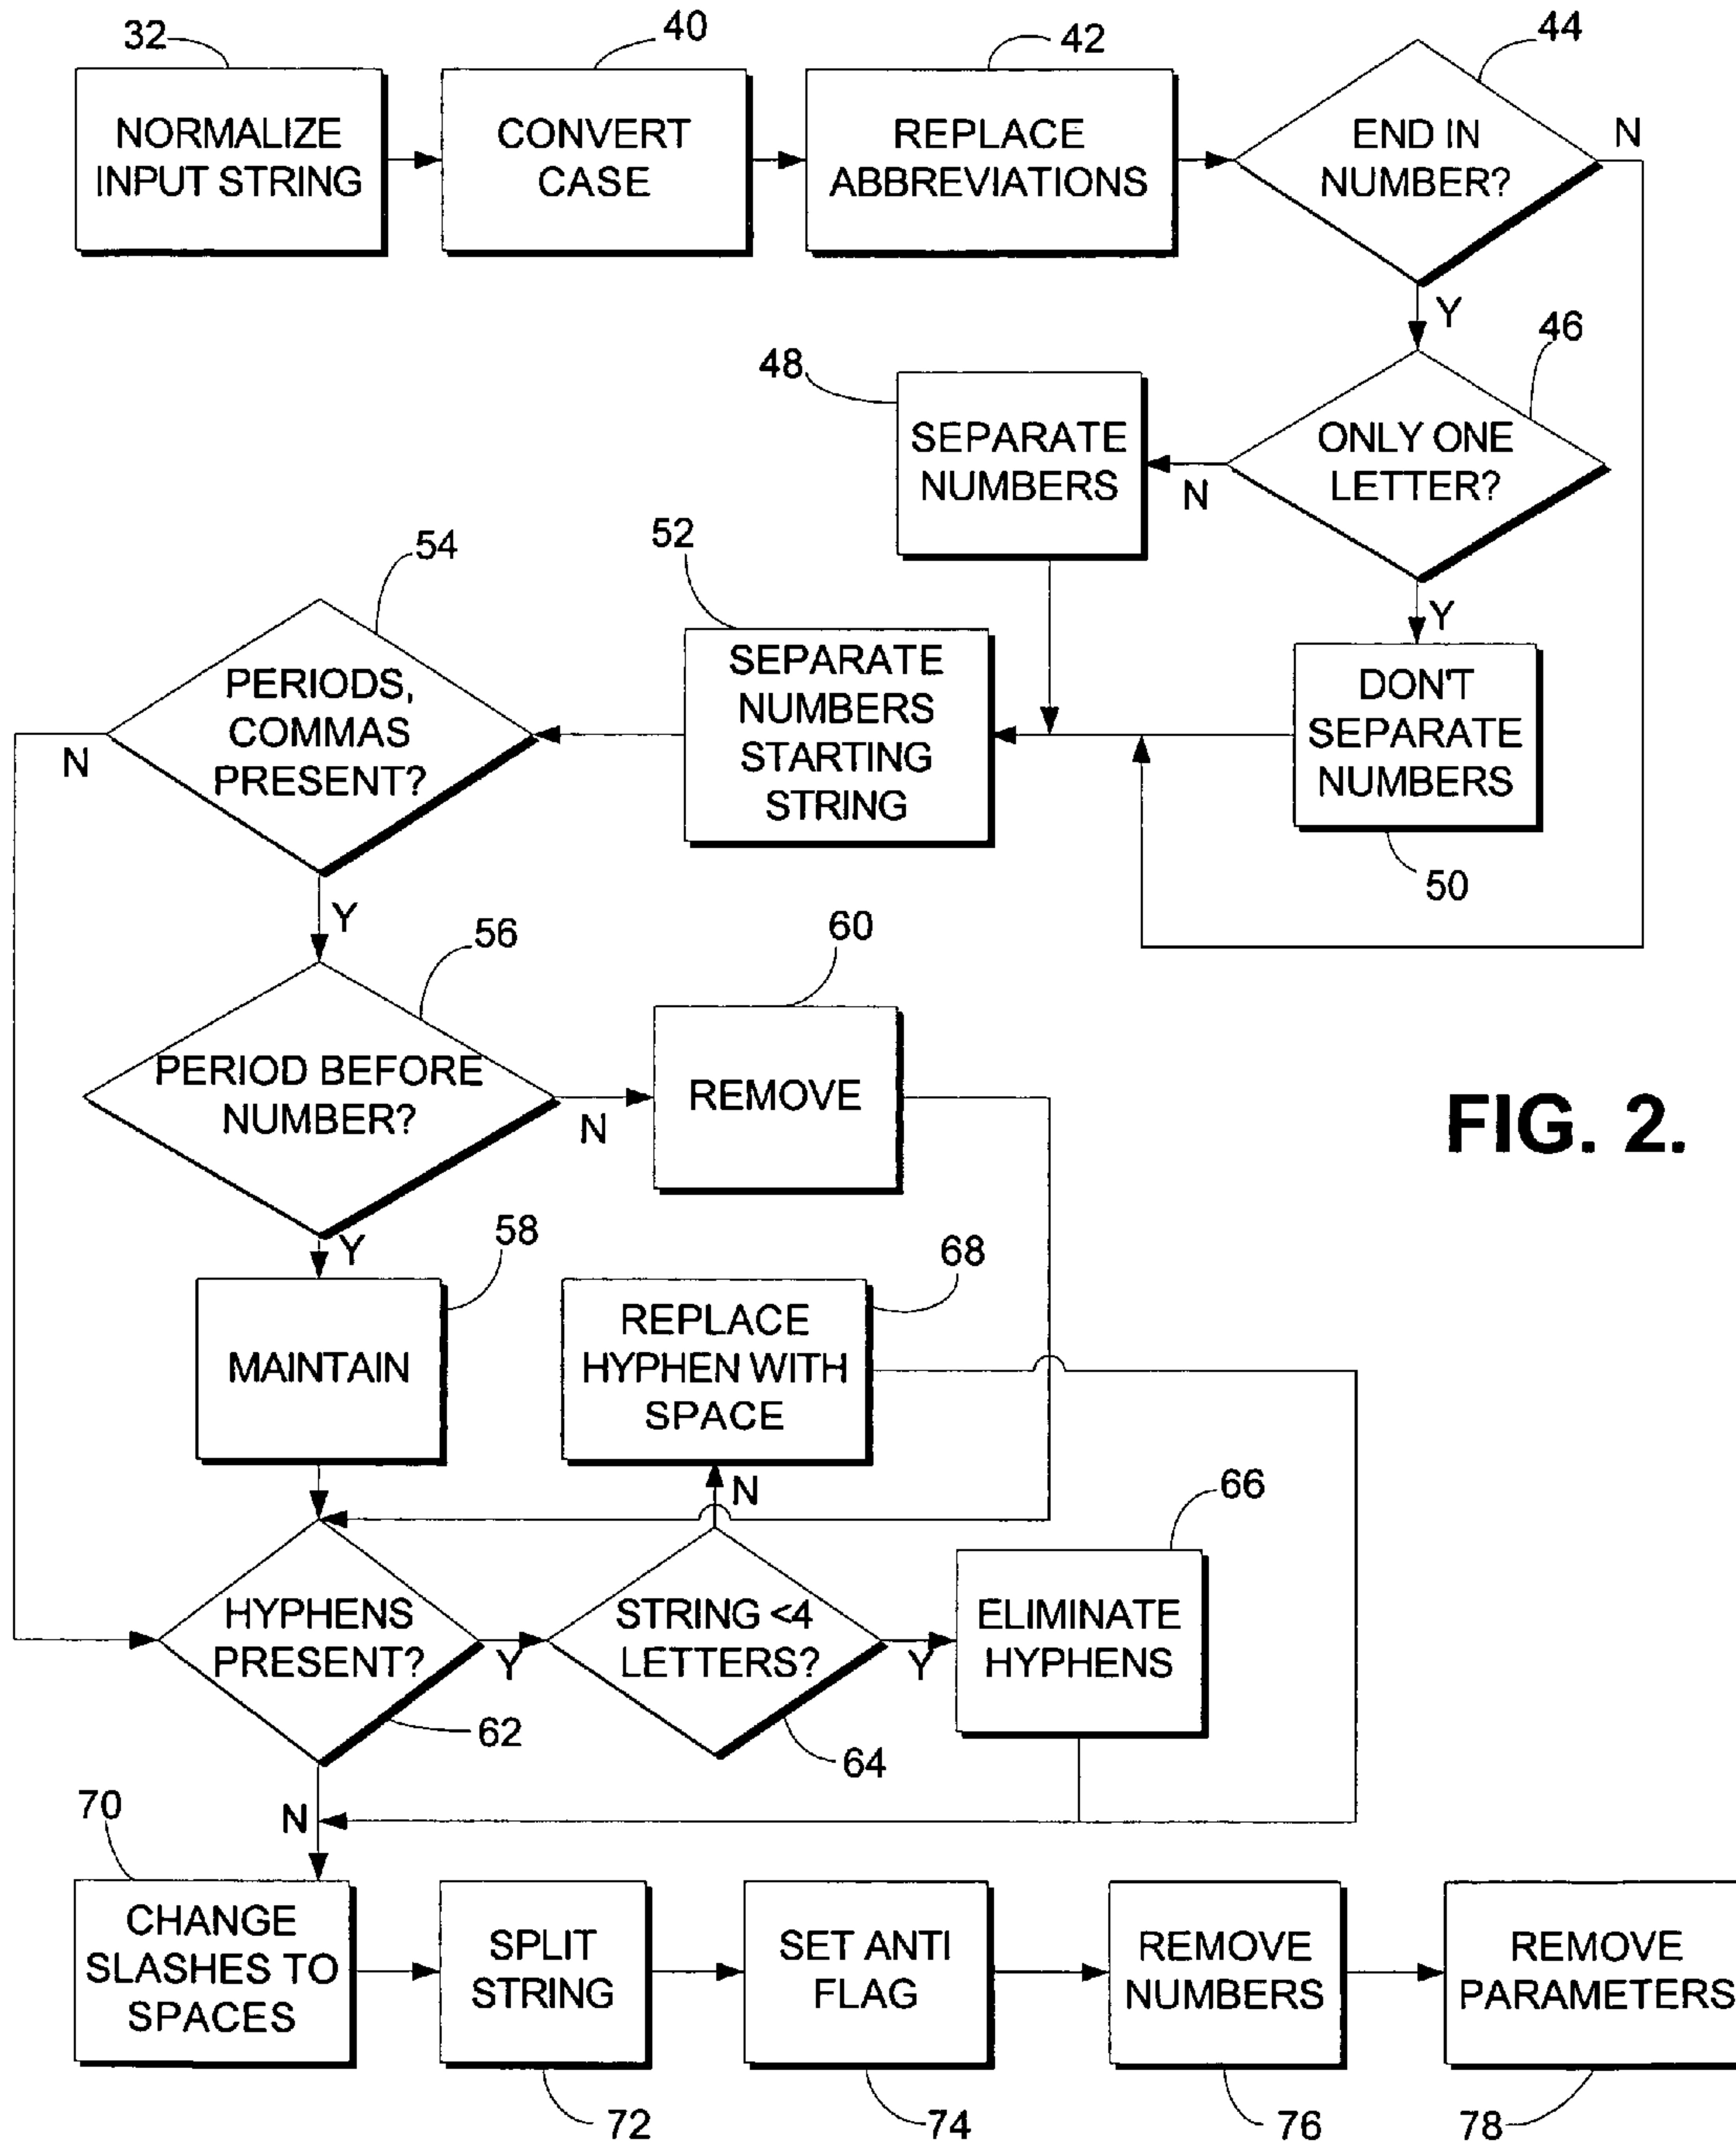 32
NORMALIZE
INPUT STRING
40
CONVERT
CASE
42
REPLACE
ABBREVIATIONS
44
END IN
NUMBER?
N
Y
46
ONLY ONE
LETTER?
N
Y
48
SEPARATE
NUMBERS
DON'T
SEPARATE
NUMBERS
50
52
SEPARATE
NUMBERS
STARTING
STRING
54
PERIODS,
COMMAS
PRESENT?
N
Y
56
PERIOD BEFORE
NUMBER?
N
Y
60
REMOVE
FIG. 2.
58
MAINTAIN
68
REPLACE
HYPHEN WITH
SPACE
N
HYPHENS
PRESENT?
62
Y
N
STRING <4
LETTERS?
64
Y
66
ELIMINATE
HYPHENS
70
CHANGE
SLASHES TO
SPACES
SPLIT
STRING
72
SET ANTI
FLAG
74
REMOVE
NUMBERS
76
REMOVE
PARAMETERS
78